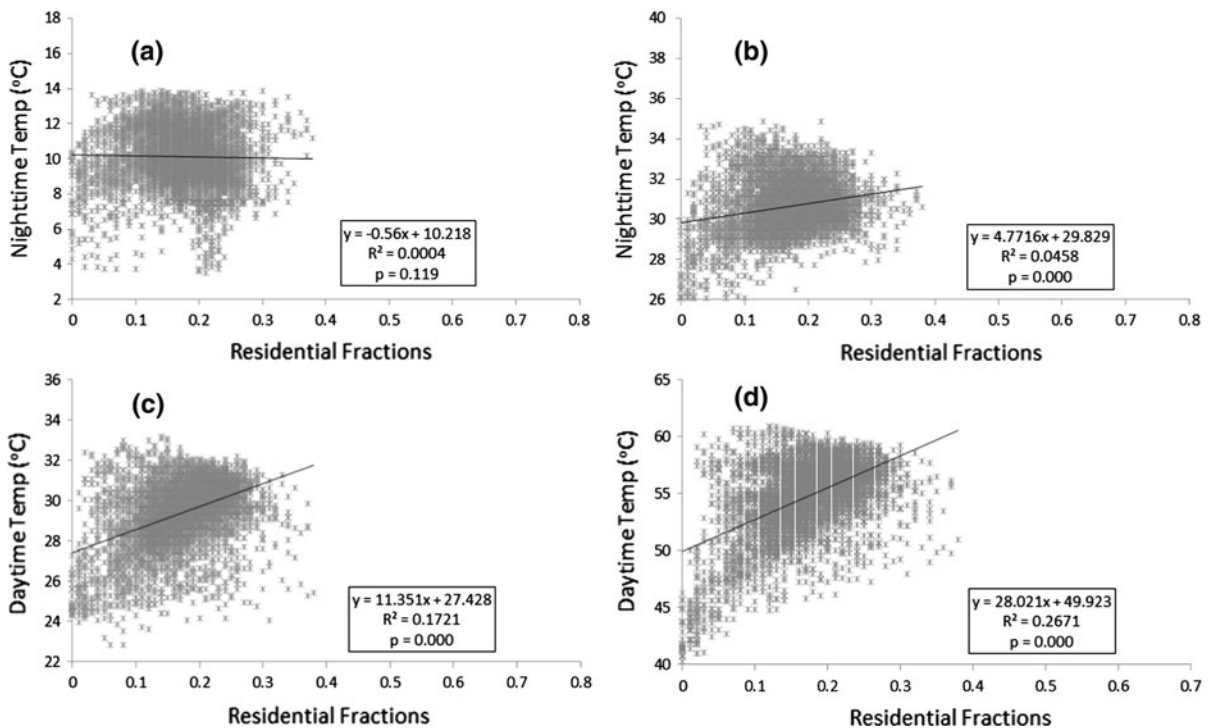 (a)
Nighttime Temp (°C)
18
16
14
12
10
8
6
4
2
y = -0.56x + 10.218
R² = 0.0004
p = 0.119
0 0.1 0.2 0.3 0.4 0.5 0.6 0.7 0.8
Residential Fractions
(b)
Nighttime Temp (°C)
40
38
36
34
32
30
28
26
y = 4.7716x + 29.829
R² = 0.0458
p = 0.000
0 0.1 0.2 0.3 0.4 0.5 0.6 0.7 0.8
Residential Fractions
(c)
Daytime Temp (°C)
36
34
32
30
28
26
24
22
y = 11.351x + 27.428
R² = 0.1721
p = 0.000
0 0.1 0.2 0.3 0.4 0.5 0.6 0.7 0.8
Residential Fractions
(d)
Daytime Temp (°C)
65
60
55
50
45
40
y = 28.021x + 49.923
R² = 0.2671
p = 0.000
0 0.1 0.2 0.3 0.4 0.5 0.6 0.7
Residential Fractions